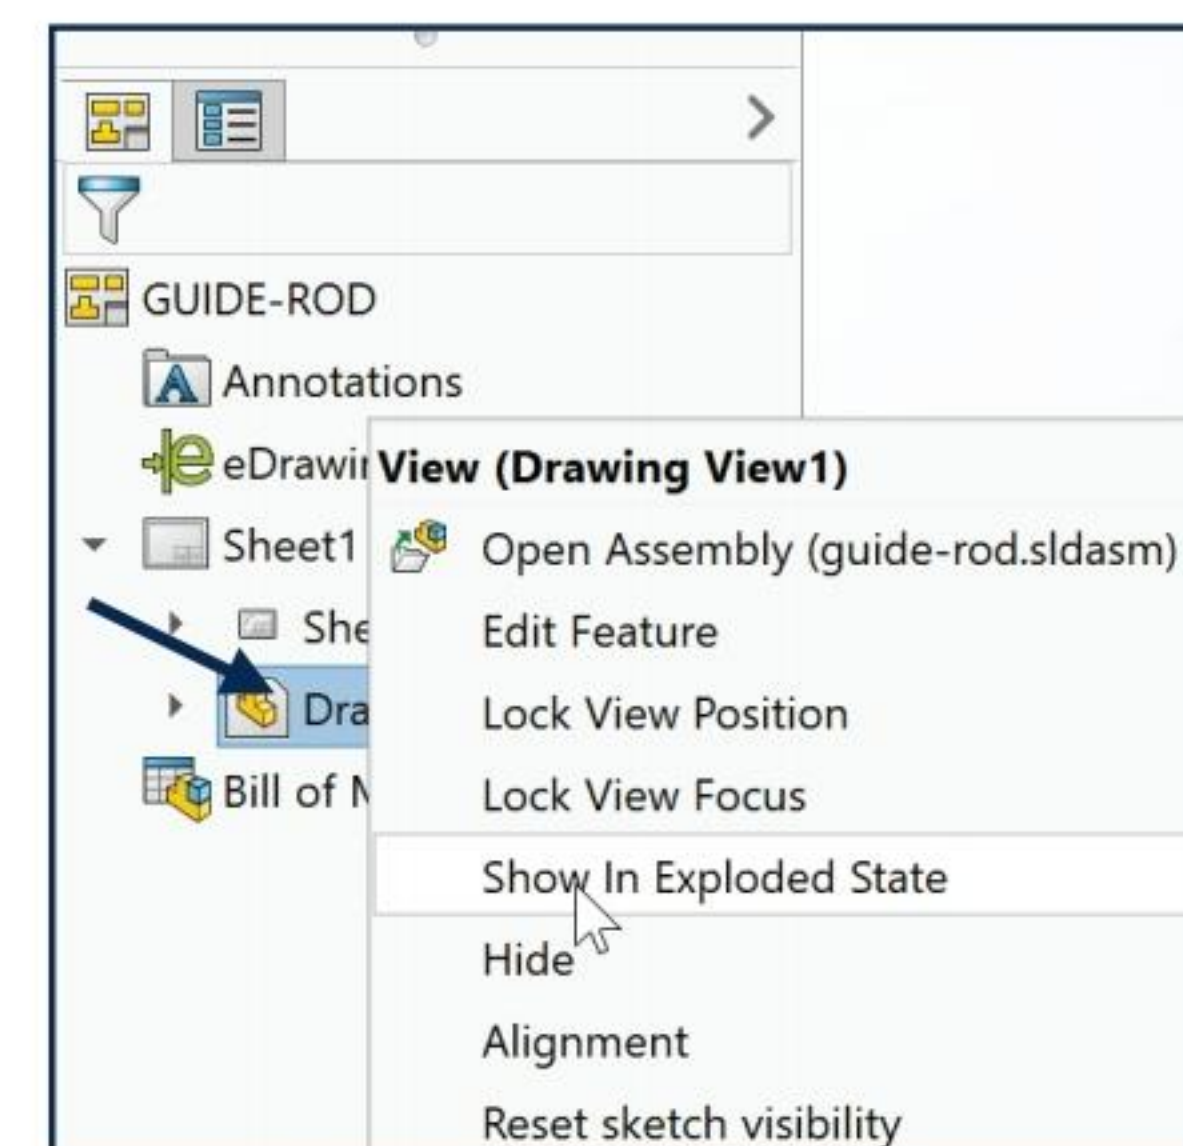 GUIDE-ROD
Annotations
eDrawi
View (Drawing View1)
Sheet1
Open Assembly (guide-rod.sldasm)
She
Edit Feature
Dra
Lock View Position
Bill of
Lock View Focus
Show In Exploded State
Hide
Alignment
Reset sketch visibility